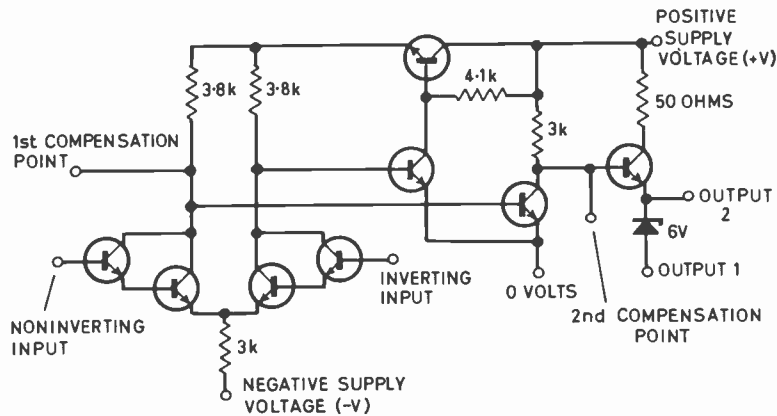 POSITIVE
SUPPLY
VOLTAGE (+V)
3·8k
3·8k
4·1k
50 OHMS
1st COMPENSATION
POINT
3k
OUTPUT
2
6V
OUTPUT 1
INVERTING
INPUT
0 VOLTS
2nd COMPENSATION
POINT
NONINVERTING
INPUT
3k
NEGATIVE SUPPLY
VOLTAGE (-V)